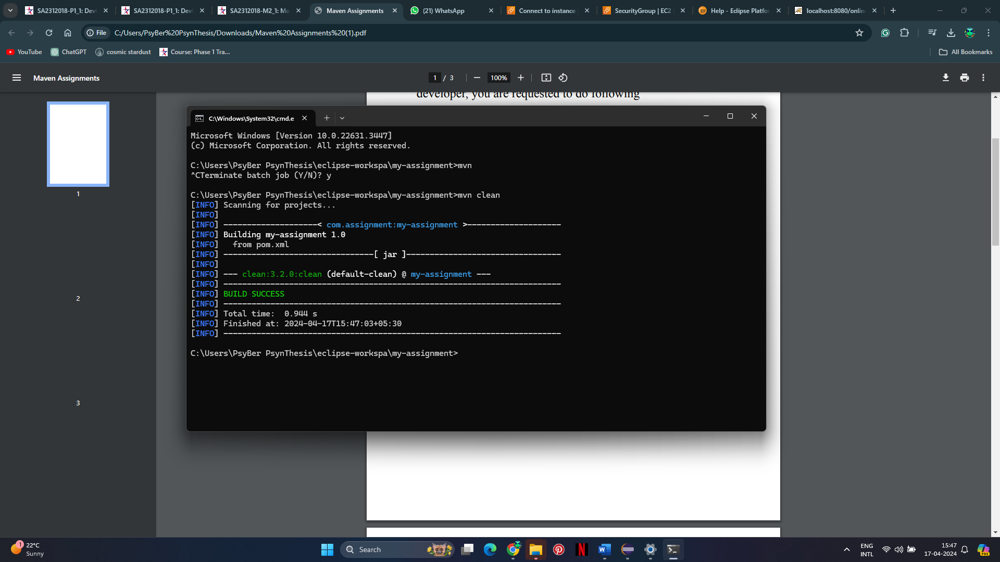 SA2312018-P1_1: Dev
SA2312018-P1_1: Dev
SA2312018-M2_1: Ma
Maven Assignments
(21) WhatsApp
Connect to instance
SecurityGroup | EC2
Help - Eclipse Platfo
localhost:8080/onlin
File
C:/Users/PsyBer%20PsynThesis/Downloads/Maven%20Assignments%20(1).pdf
YouTube
ChatGPT
cosmic stardust
Course: Phase 1 Tra...
All Bookmarks
Maven Assignments
1 / 3
100%
developer, you are requested to do following
C:\Windows\System32\cmd.e
Microsoft Windows [Version 10.0.22631.3447]
(c) Microsoft Corporation. All rights reserved.
C:\Users\PsyBer PsynThesis\eclipse-workspa\my-assignment>mvn
^CTerminate batch job (Y/N)? y
C:\Users\PsyBer PsynThesis\eclipse-workspa\my-assignment>mvn clean
[INFO] Scanning for projects...
[INFO]
[INFO] --------------------< com.assignment:my-assignment >--------------------
[INFO] Building my-assignment 1.0
[INFO]   from pom.xml
[INFO] --------------------------------[ jar ]---------------------------------
[INFO]
[INFO] --- clean:3.2.0:clean (default-clean) @ my-assignment ---
[INFO] ------------------------------------------------------------------------
[INFO] BUILD SUCCESS
[INFO] ------------------------------------------------------------------------
[INFO] Total time:  0.944 s
[INFO] Finished at: 2024-04-17T15:47:03+05:30
[INFO] ------------------------------------------------------------------------
C:\Users\PsyBer PsynThesis\eclipse-workspa\my-assignment>
1
2
3
1
22°C
Sunny
Search
ENG
INTL
15:47
17-04-2024
PRE